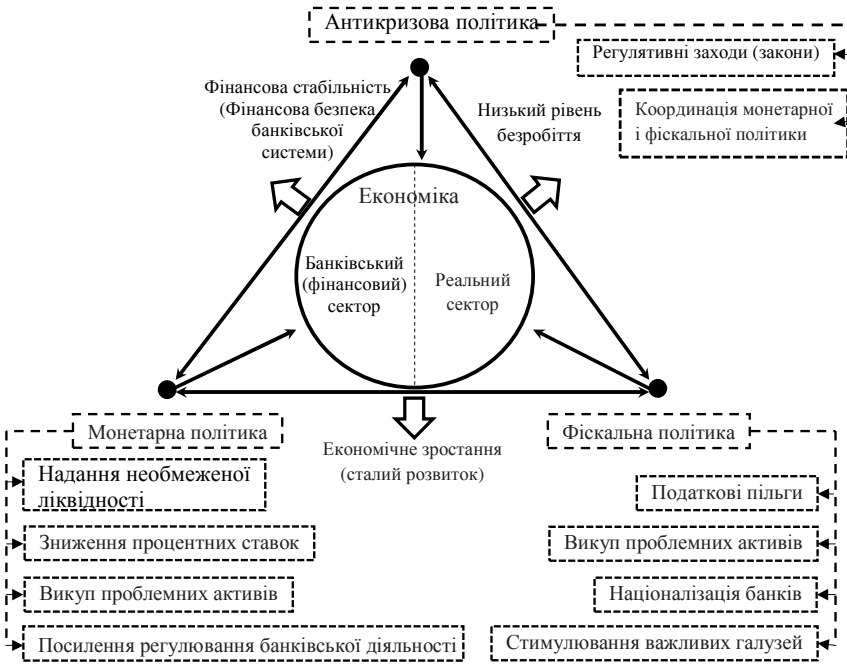 Антикризова політика
Регулятивні заходи (закони)
Координація монетарної
і фіскальної політики
Фінансова стабільність
(Фінансова безпека
банківської
системи)
Низький рівень
безробіття
Економіка
Банківський
(фінансовий)
сектор
Реальний
сектор
Монетарна політика
Економічне зростання
(сталий розвиток)
Фіскальна політика
Надання необмеженої
ліквідності
Зниження процентних ставок
Викуп проблемних активів
Посилення регулювання банківської діяльності
Податкові пільги
Викуп проблемних активів
Націоналізація банків
Стимулювання важливих галузей